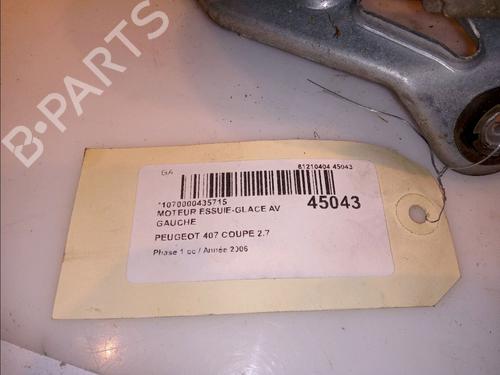 B-PARTS
GA
81210404 45043
*1070000435715
45043
MOTEUR ESSUIE-GLACE AV
GAUCHE
PEUGEOT 407 COUPE 2.7
Phase 1 cc / Année 2006